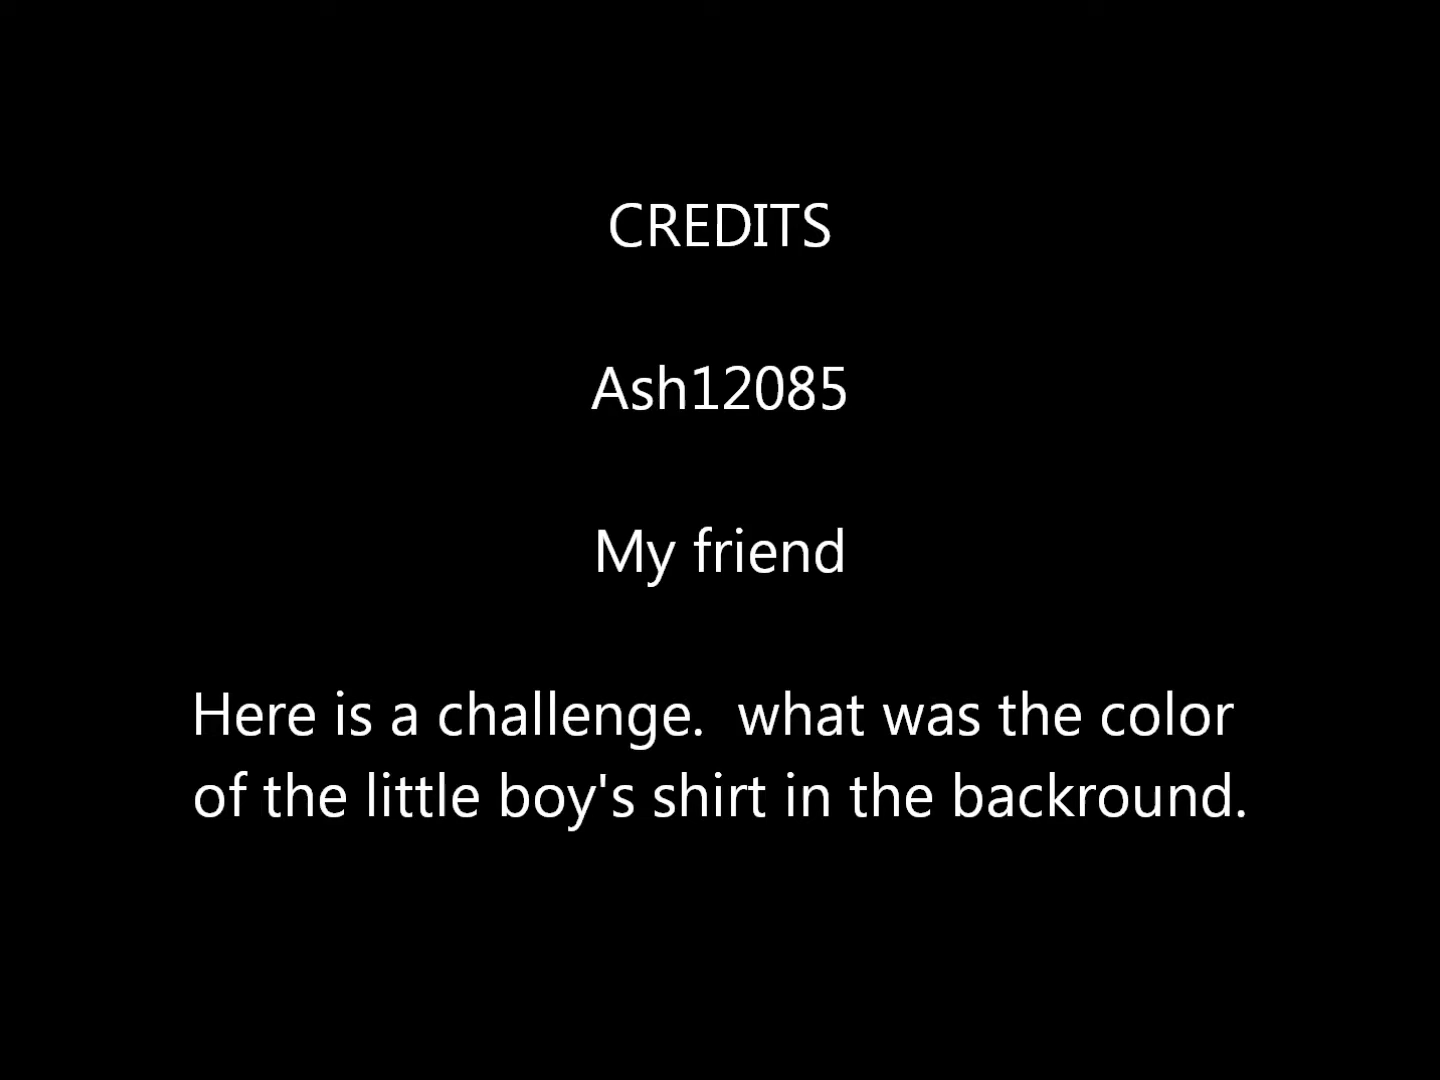 CREDITS
Ash12085
My friend
Here is a challenge.  what was the color
of the little boy's shirt in the backround.